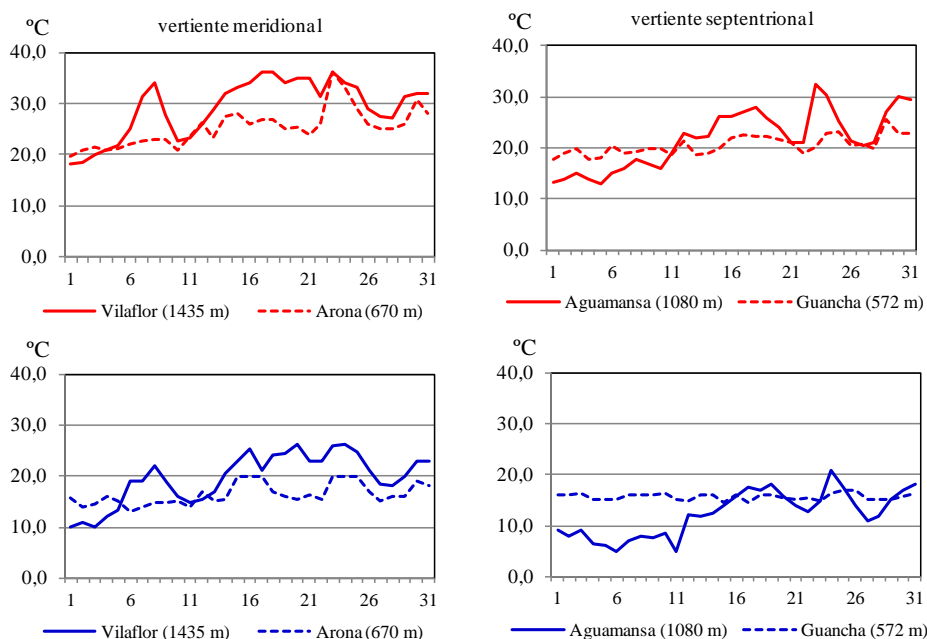 ºC
vertiente meridional
40,0
30,0
20,0
10,0
0,0
1 6 11 16 21 26 31
Vilaflor (1435 m) Arona (670 m)
ºC
vertiente septentrional
40,0
30,0
20,0
10,0
0,0
1 6 11 16 21 26 31
Aguamansa (1080 m) Guancha (572 m)
ºC
40,0
30,0
20,0
10,0
0,0
1 6 11 16 21 26 31
Vilaflor (1435 m) Arona (670 m)
ºC
40,0
30,0
20,0
10,0
0,0
1 6 11 16 21 26 31
Aguamansa (1080 m) Guancha (572 m)